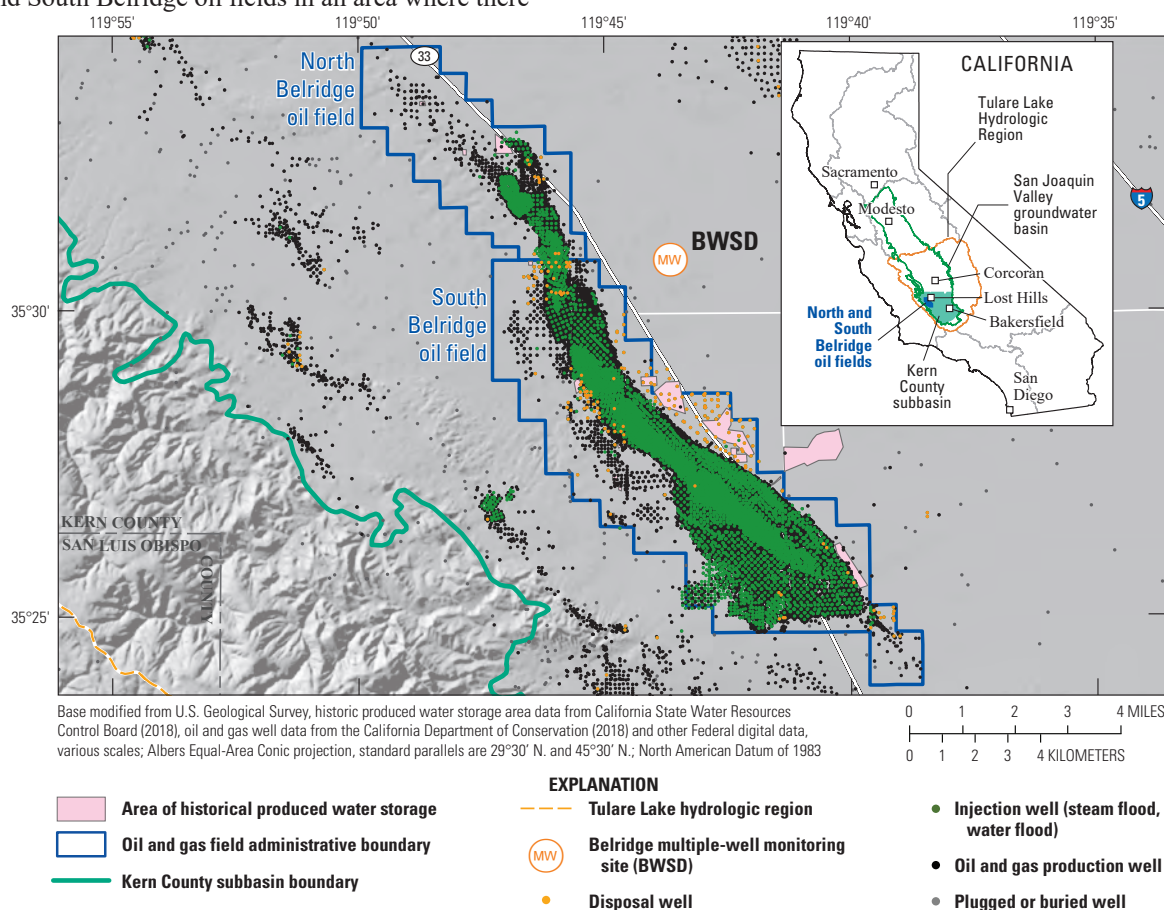 nd South Belridge oil fields in an area where there
119°55'
119°50'
119°45'
119°40'
119°35'
35°30'
35°25'
North
Belridge
oil field
33
South
Belridge
oil field
MW
BWSD
5
KERN COUNTY
SAN LUIS OBISPO
COUNTY
CALIFORNIA
Tulare Lake
Hydrologic
Region
San Joaquin
Valley
groundwater
basin
Sacramento
Modesto
Corcoran
Lost Hills
Bakersfield
North and
South
Belridge
oil fields
Kern
County
subbasin
San
Diego
Base modified from U.S. Geological Survey, historic produced water storage area data from California State Water Resources
Control Board (2018), oil and gas well data from the California Department of Conservation (2018) and other Federal digital data,
various scales; Albers Equal-Area Conic projection, standard parallels are 29°30' N. and 45°30' N.; North American Datum of 1983
0 1 2 3 4 MILES
0 1 2 3 4 KILOMETERS
EXPLANATION
Area of historical produced water storage
Oil and gas field administrative boundary
Kern County subbasin boundary
Tulare Lake hydrologic region
MW
Belridge multiple-well monitoring
site (BWSD)
Disposal well
Injection well (steam flood,
water flood)
Oil and gas production well
Plugged or buried well